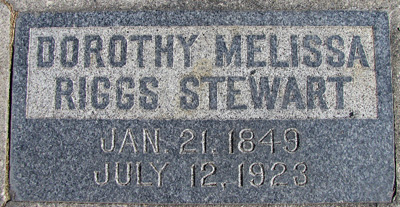 DOROTHY MELISSA
RIGGS STEWART
JAN. 21, 1849
JULY 12, 1923